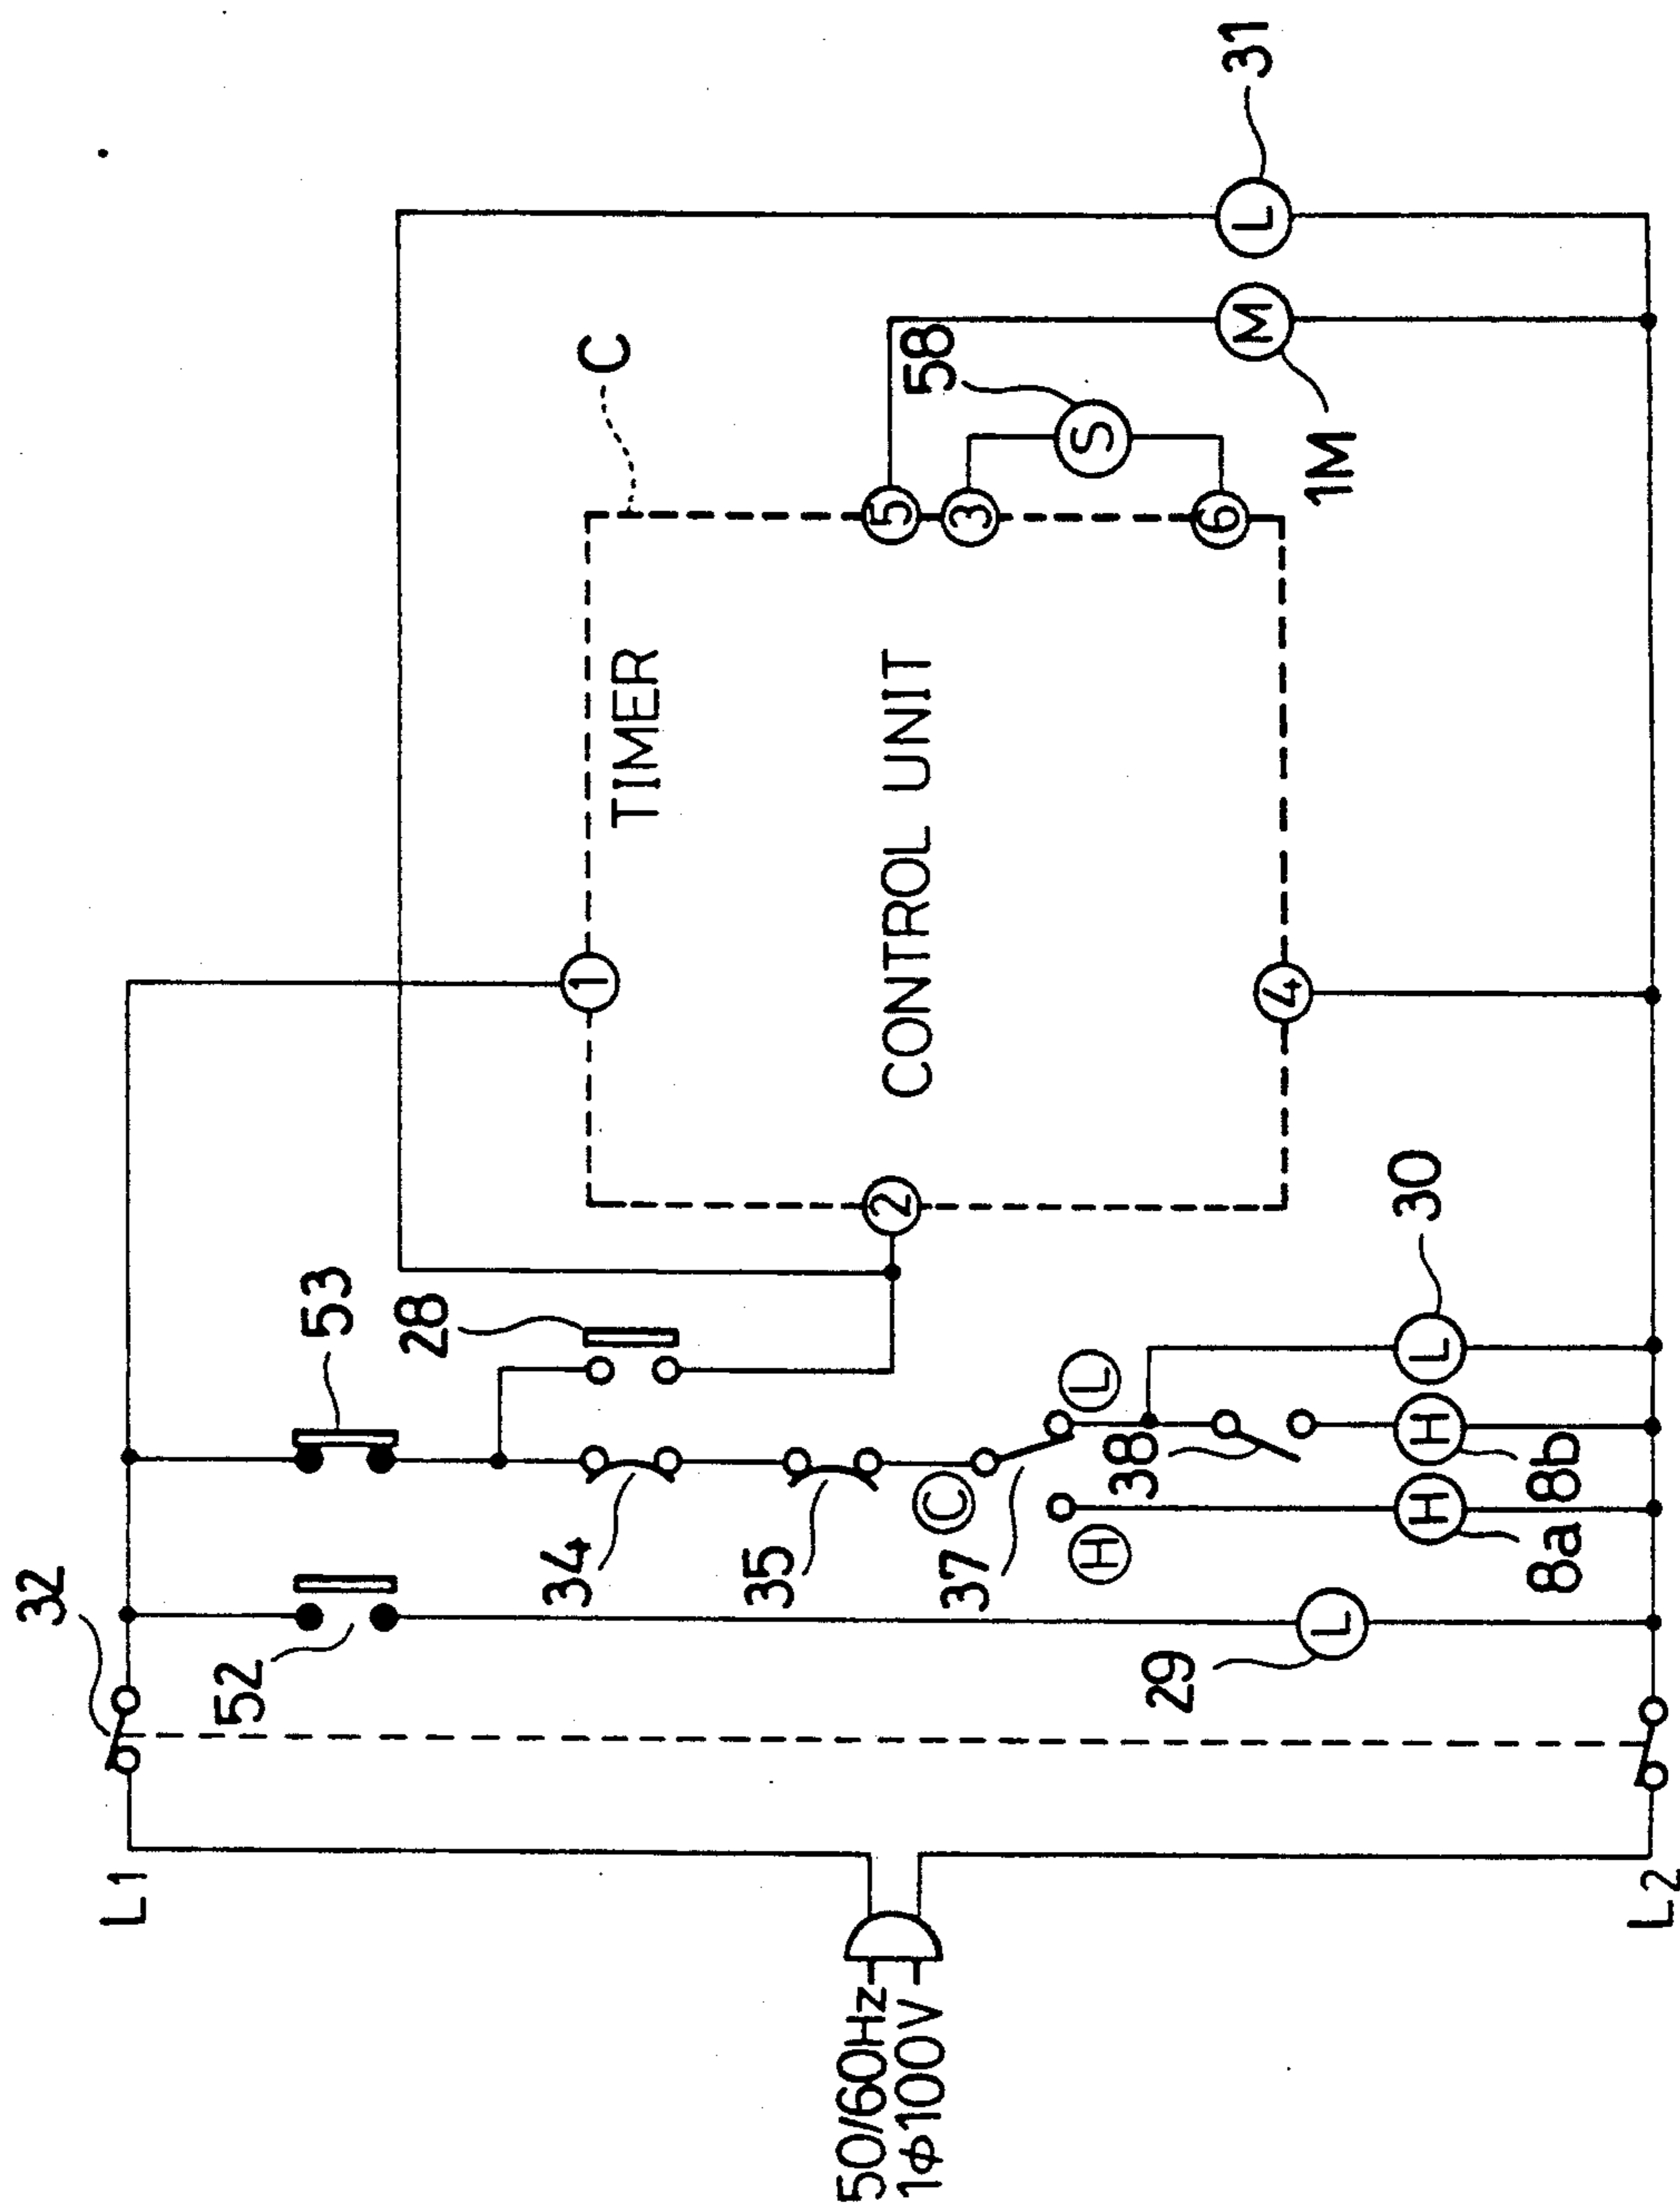 32
L1
52
53
28
34
C
1
TIMER
35
50/60Hz
1φ100V
2
CONTROL UNIT
5
58
37
C
3
H
L
S
38
29
6
4
L
M
L
31
1M
H
H
L
30
8a
8b
L2